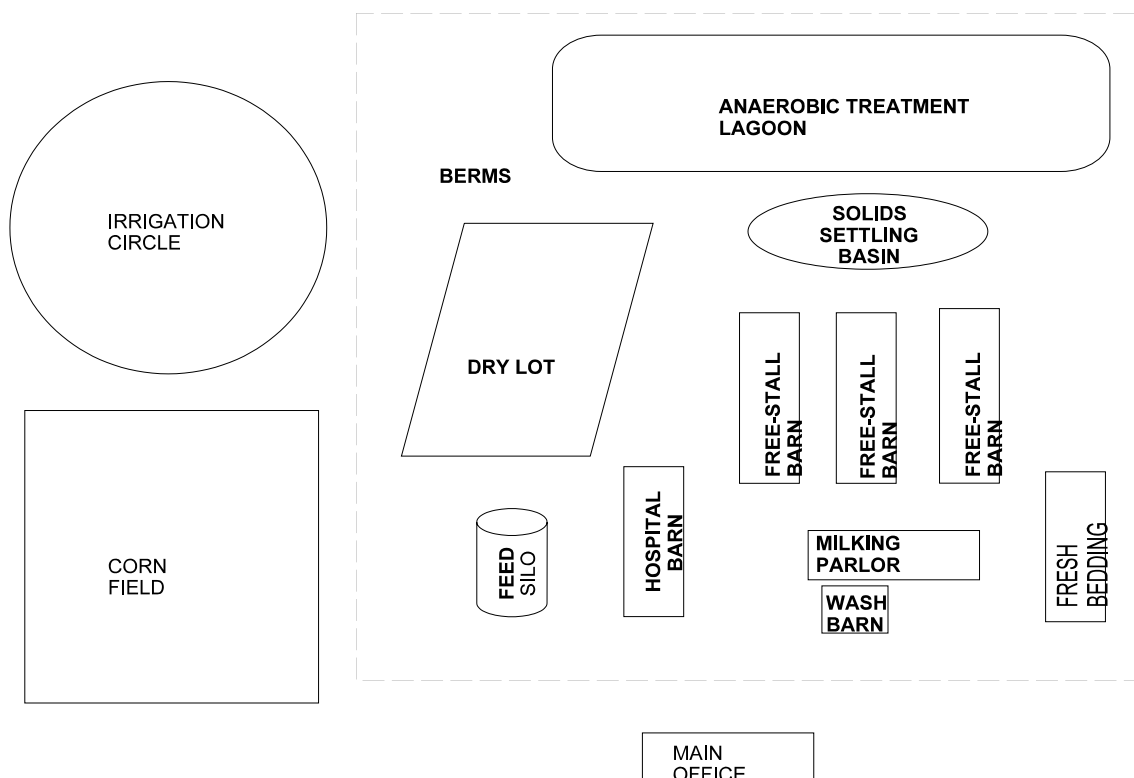 ANAEROBIC TREATMENT
LAGOON
BERMS
IRRIGATION
CIRCLE
SOLIDS
SETTLING
BASIN
DRY LOT
FREE-STALL
BARN
FREE-STALL
BARN
FREE-STALL
BARN
CORN
FIELD
FEED
SILO
HOSPITAL
BARN
MILKING
PARLOR
WASH
BARN
FRESH
BEDDING
MAIN
OFFICE